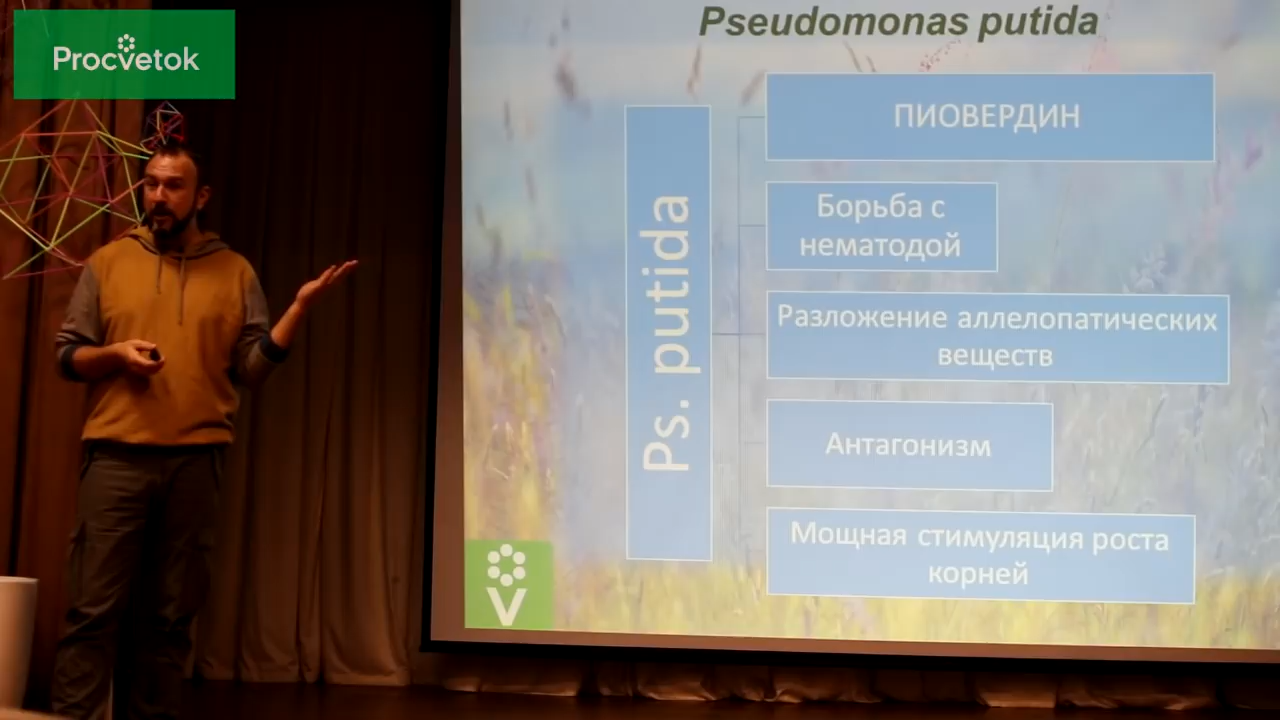 Procvetok
Pseudomonas putida
Ps. putida
ПИОВЕРДИН
Борьба с
нематодой
Разложение аллелопатических
веществ
Антагонизм
Мощная стимуляция роста
корней